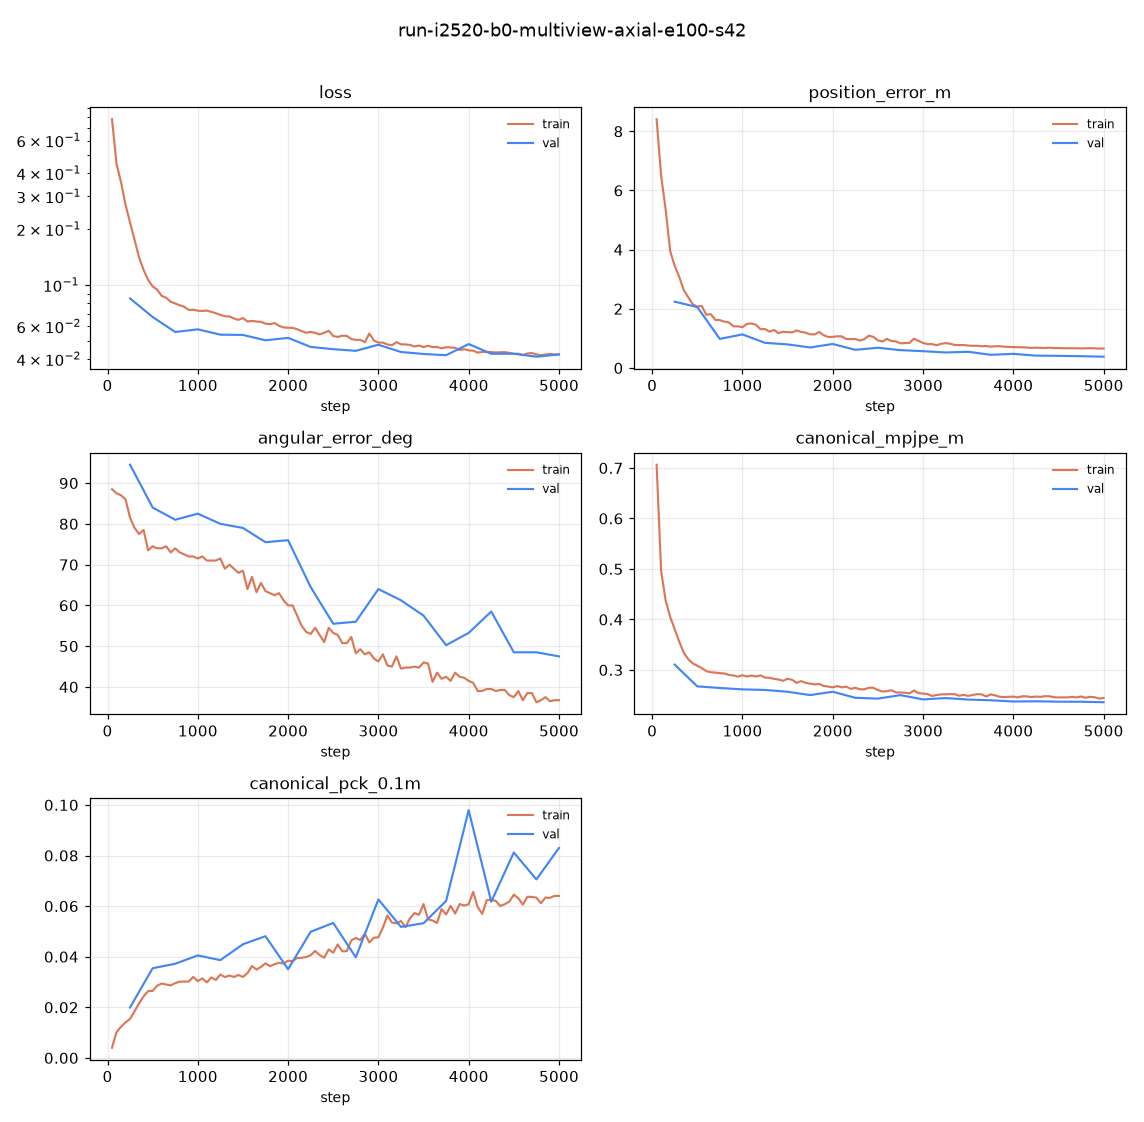 run-i2520-b0-multiview-axial-e100-s42
loss
6 × 10⁻¹
4 × 10⁻¹
3 × 10⁻¹
2 × 10⁻¹
10⁻¹
6 × 10⁻²
4 × 10⁻²
train
val
0 1000 2000 3000 4000 5000
step
position_error_m
8
6
4
2
0
train
val
0 1000 2000 3000 4000 5000
step
angular_error_deg
90
80
70
60
50
40
train
val
0 1000 2000 3000 4000 5000
step
canonical_mpjpe_m
0.7
0.6
0.5
0.4
0.3
train
val
0 1000 2000 3000 4000 5000
step
canonical_pck_0.1m
0.10
0.08
0.06
0.04
0.02
0.00
train
val
0 1000 2000 3000 4000 5000
step